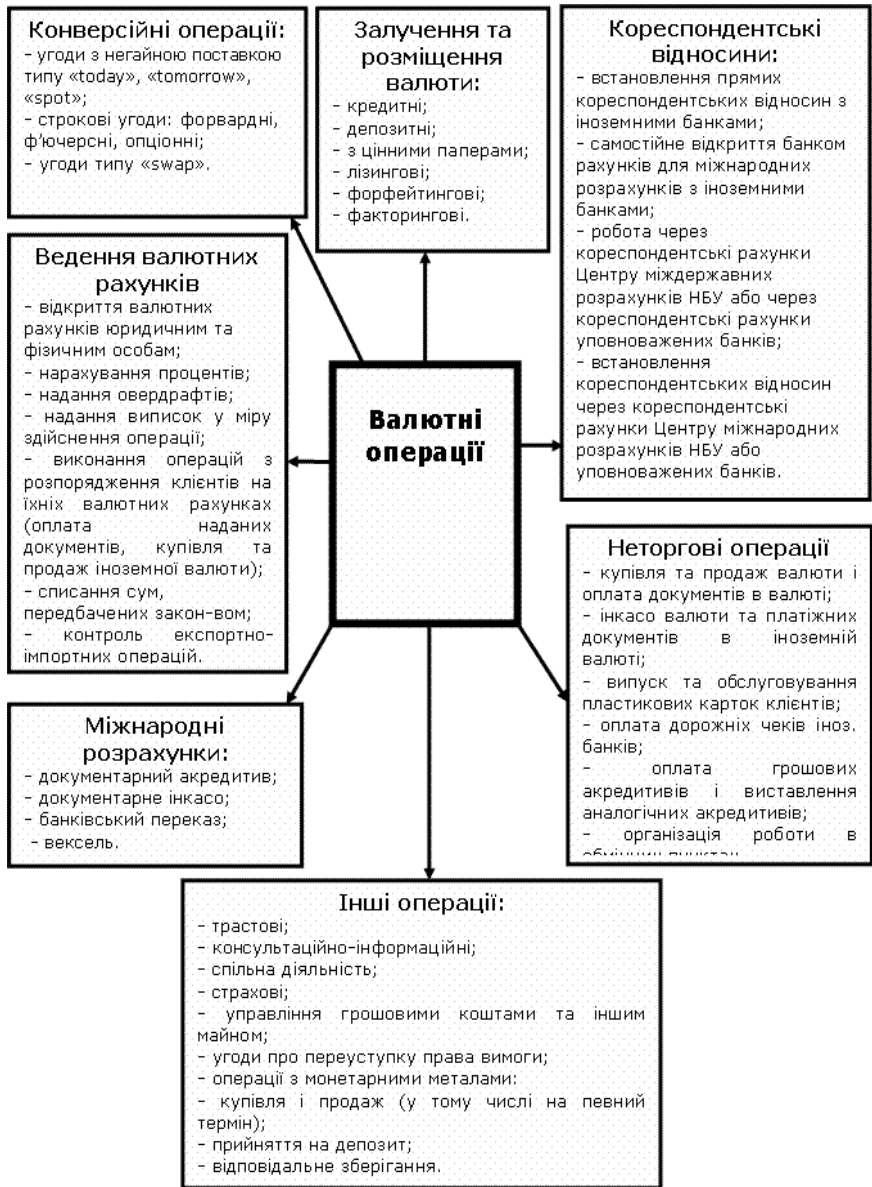 Конверсійні операції:
- угоди з негайною поставкою
типу «today», «tomorrow»,
«spot»;
- строкові угоди: форвардні,
ф'ючерсні, опціонні;
- угоди типу «swap».
Залучення та
розміщення
валюти:
- кредитні;
- депозитні;
- з цінними паперами;
- лізингові;
- форфейтингові;
- факторингові.
Кореспондентські
відносини:
- встановлення прямих
кореспондентських відносин з
іноземними банками;
- самостійне відкриття банком
рахунків для міжнародних
розрахунків з іноземними
банками;
- робота через
кореспондентські рахунки
Центру міждержавних
розрахунків НБУ або через
кореспондентські рахунки
уповноважених банків;
- встановлення
кореспондентських відносин
через кореспондентські
рахунки Центру міжнародних
розрахунків НБУ або
уповноважених банків.
Ведення валютних
рахунків
- відкриття валютних
рахунків юридичним та
фізичним особам;
- нарахування процентів;
- надання овердрафтів;
- надання виписок у міру
здійснення операції;
- виконання операцій з
розпорядження клієнтів на
їхніх валютних рахунках
(оплата наданих
документів, купівля та
продаж іноземної валюти);
- списання сум,
передбачених закон-вом;
- контроль експортно-
імпортних операцій.
Валютні
операції
Неторгові операції
- купівля та продаж валюти і
оплата документів в валюті;
- інкасо валюти та платіжних
документів в іноземній
валюті;
- випуск та обслуговування
пластикових карток клієнтів;
- оплата дорожніх чеків іноз.
банків;
- оплата грошових
акредитивів і виставлення
аналогічних акредитивів;
- організація роботи в
Міжнародні
розрахунки:
- документарний акредитив;
- документарне інкасо;
- банківський переказ;
- вексель.
Інші операції:
- трастові;
- консультаційно-інформаційні;
- спільна діяльність;
- страхові;
- управління грошовими коштами та іншим
майном;
- угоди про переуступку права вимоги;
- операції з монетарними металами:
- купівля і продаж (у тому числі на певний
термін);
- прийняття на депозит;
- відповідальне зберігання.